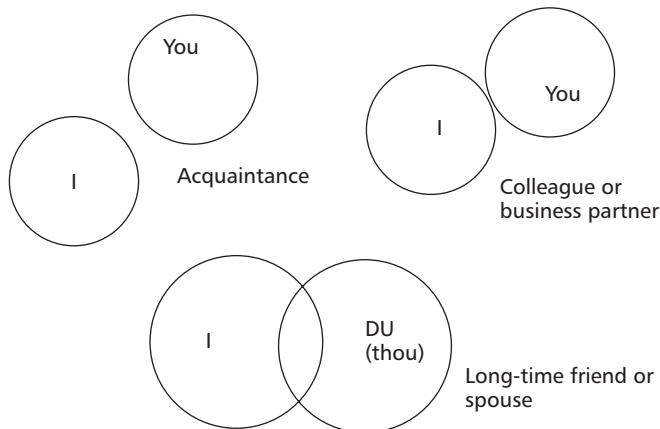 You
I
Acquaintance
I
You
Colleague or
business partner
I
DU
(thou)
Long-time friend or
spouse